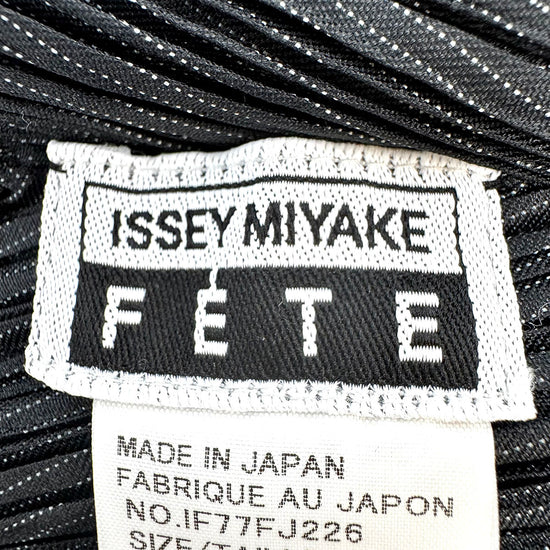 ISSEY MIYAKE
FÊTE
MADE IN JAPAN
FABRIQUE AU JAPON
NO.IF77FJ226